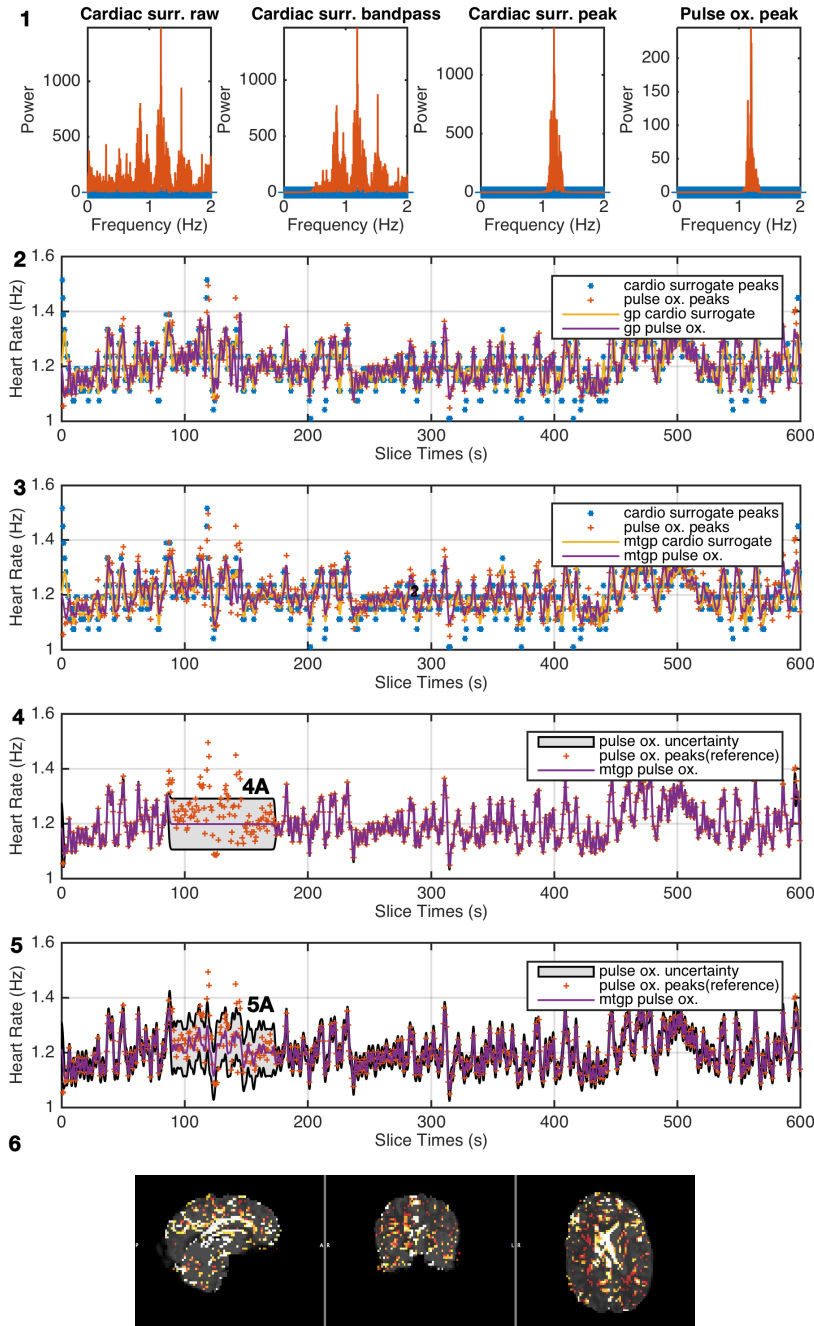 1
Cardiac surr. raw
Cardiac surr. bandpass
Cardiac surr. peak
Pulse ox. peak
Power
1000
500
0
0 1 2
Frequency (Hz)
Power
1000
500
0
0 1 2
Frequency (Hz)
Power
1000
500
0
0 1 2
Frequency (Hz)
Power
200
150
100
50
0
0 1 2
Frequency (Hz)
2
Heart Rate (Hz)
1.6
1.4
1.2
1
cardio surrogate peaks
pulse ox. peaks
gp cardio surrogate
gp pulse ox.
0 100 200 300 400 500 600
Slice Times (s)
3
Heart Rate (Hz)
1.6
1.4
1.2
1
cardio surrogate peaks
pulse ox. peaks
mtgp cardio surrogate
mtgp pulse ox.
2
0 100 200 300 400 500 600
Slice Times (s)
4
Heart Rate (Hz)
1.6
1.4
1.2
1
4A
pulse ox. uncertainty
pulse ox. peaks(reference)
mtgp pulse ox.
0 100 200 300 400 500 600
Slice Times (s)
5
Heart Rate (Hz)
1.6
1.4
1.2
1
5A
pulse ox. uncertainty
pulse ox. peaks(reference)
mtgp pulse ox.
0 100 200 300 400 500 600
Slice Times (s)
6
P
A R
L R